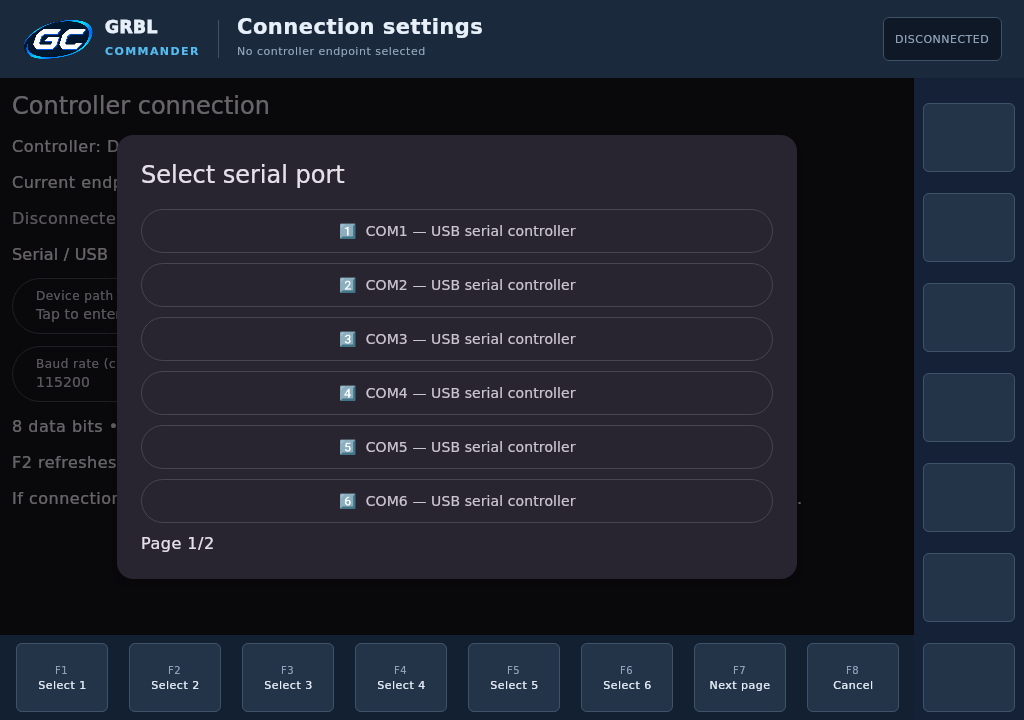 GC
GRBL
COMMANDER
Connection settings
No controller endpoint selected
DISCONNECTED
Controller connection
Controller: D
Current endp
Disconnecte
Serial / USB
Device path
Tap to enter
Baud rate (c
115200
8 data bits •
F2 refreshes
If connection
.
Select serial port
1️⃣ COM1 — USB serial controller
2️⃣ COM2 — USB serial controller
3️⃣ COM3 — USB serial controller
4️⃣ COM4 — USB serial controller
5️⃣ COM5 — USB serial controller
6️⃣ COM6 — USB serial controller
Page 1/2
F1
Select 1
F2
Select 2
F3
Select 3
F4
Select 4
F5
Select 5
F6
Select 6
F7
Next page
F8
Cancel